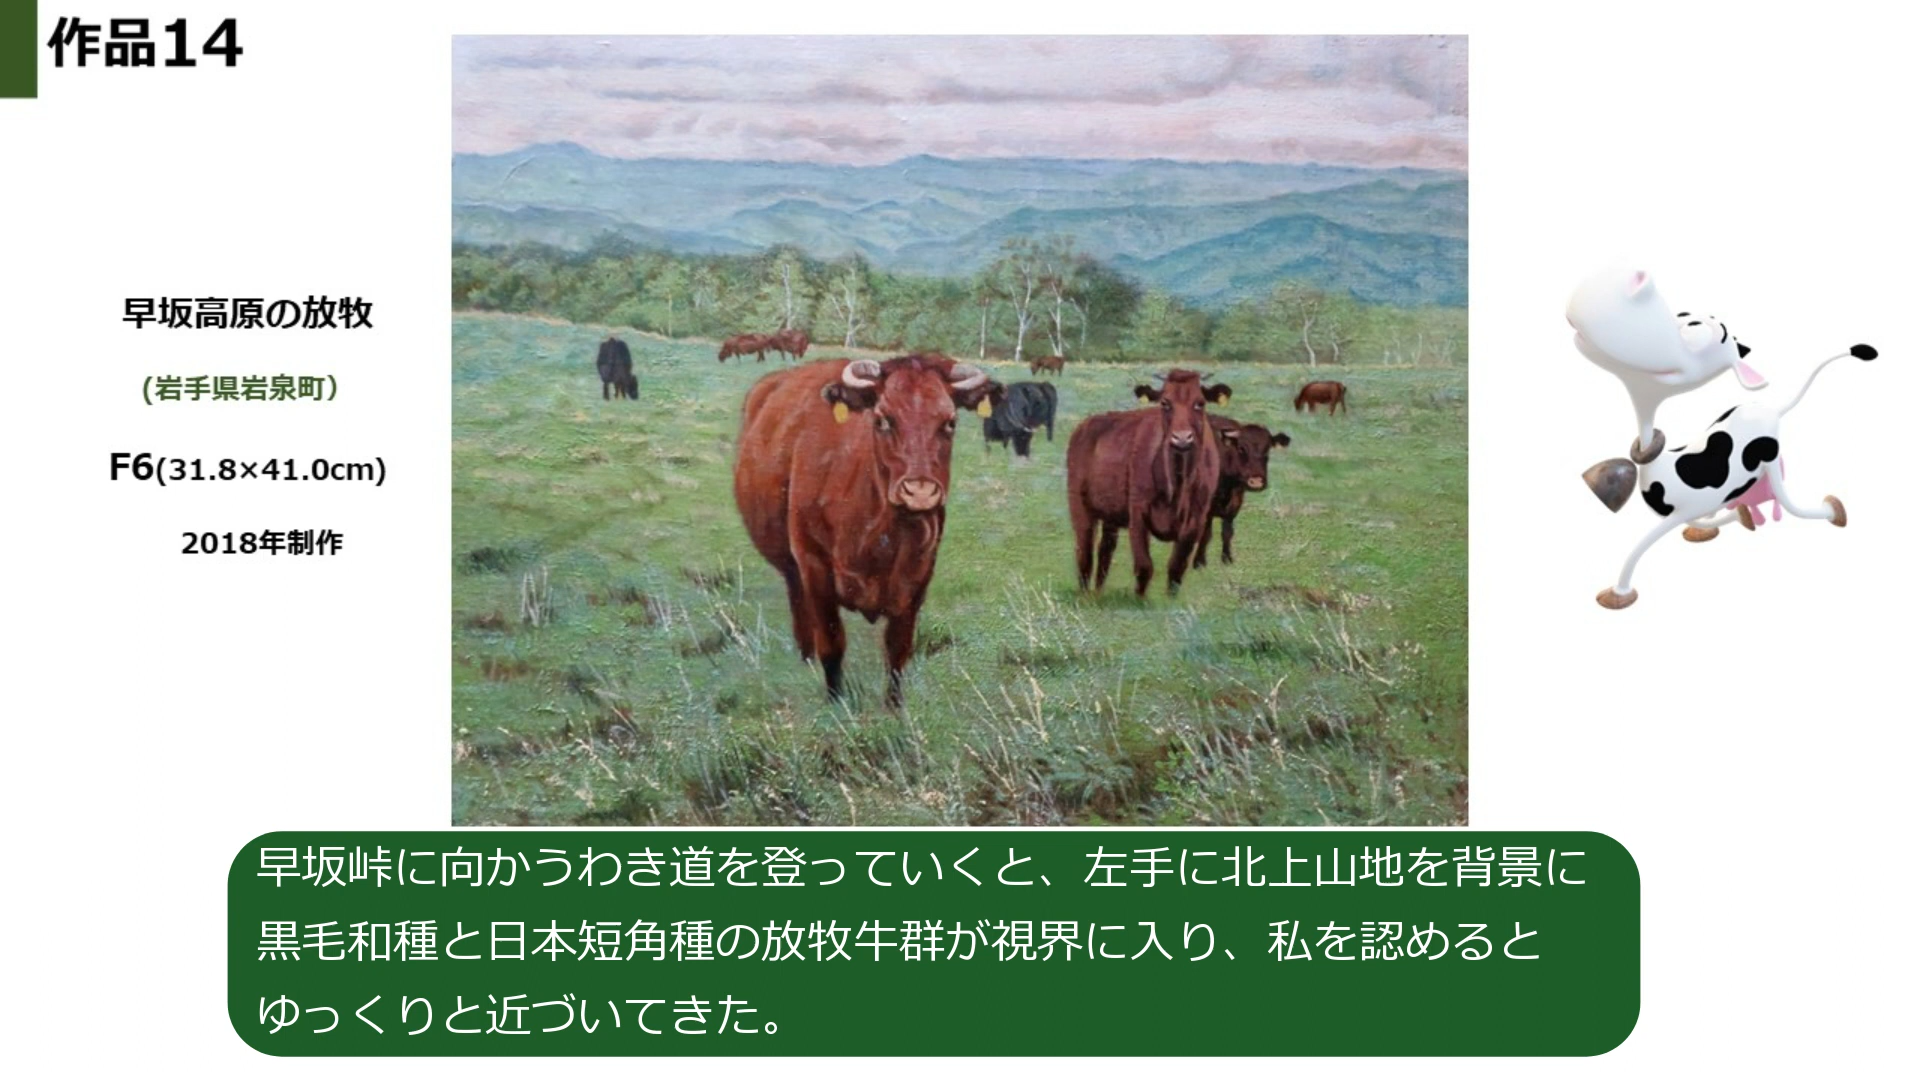 作品14
早坂高原の放牧
(岩手県岩泉町）
F6(31.8×41.0cm)
2018年制作
早坂峠に向かうわき道を登っていくと、左手に北上山地を背景に
黒毛和種と日本短角種の放牧牛群が視界に入り、私を認めると
ゆっくりと近づいてきた。